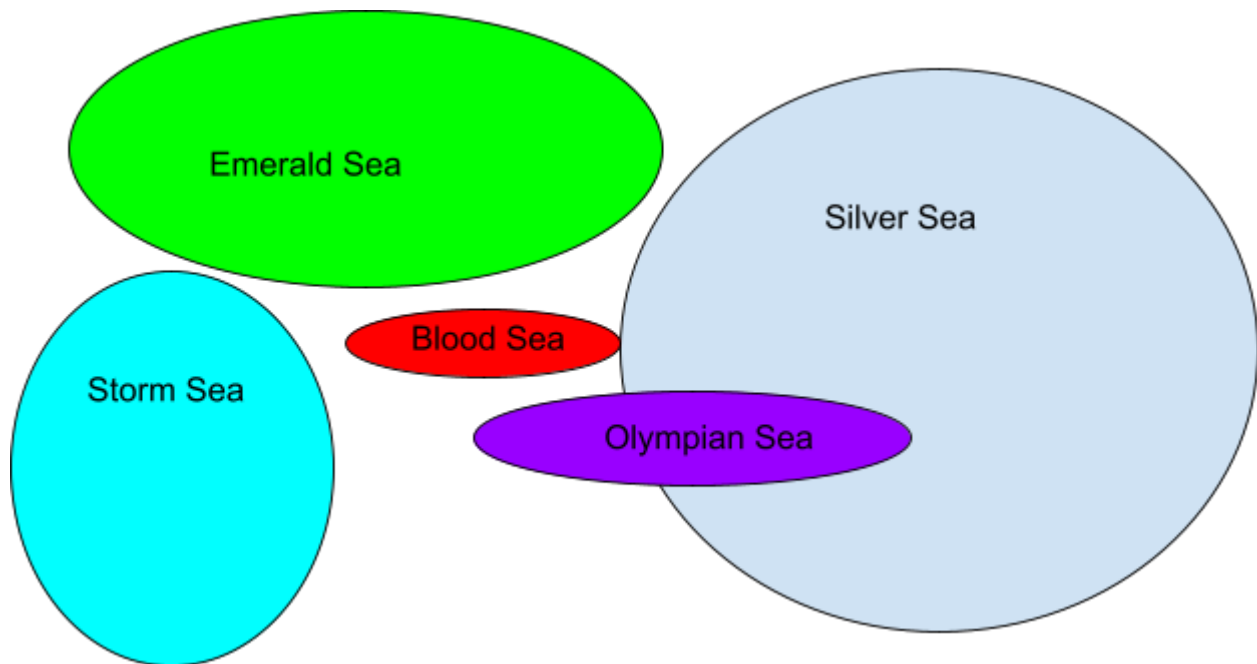 Emerald Sea
Silver Sea
Blood Sea
Storm Sea
Olympian Sea